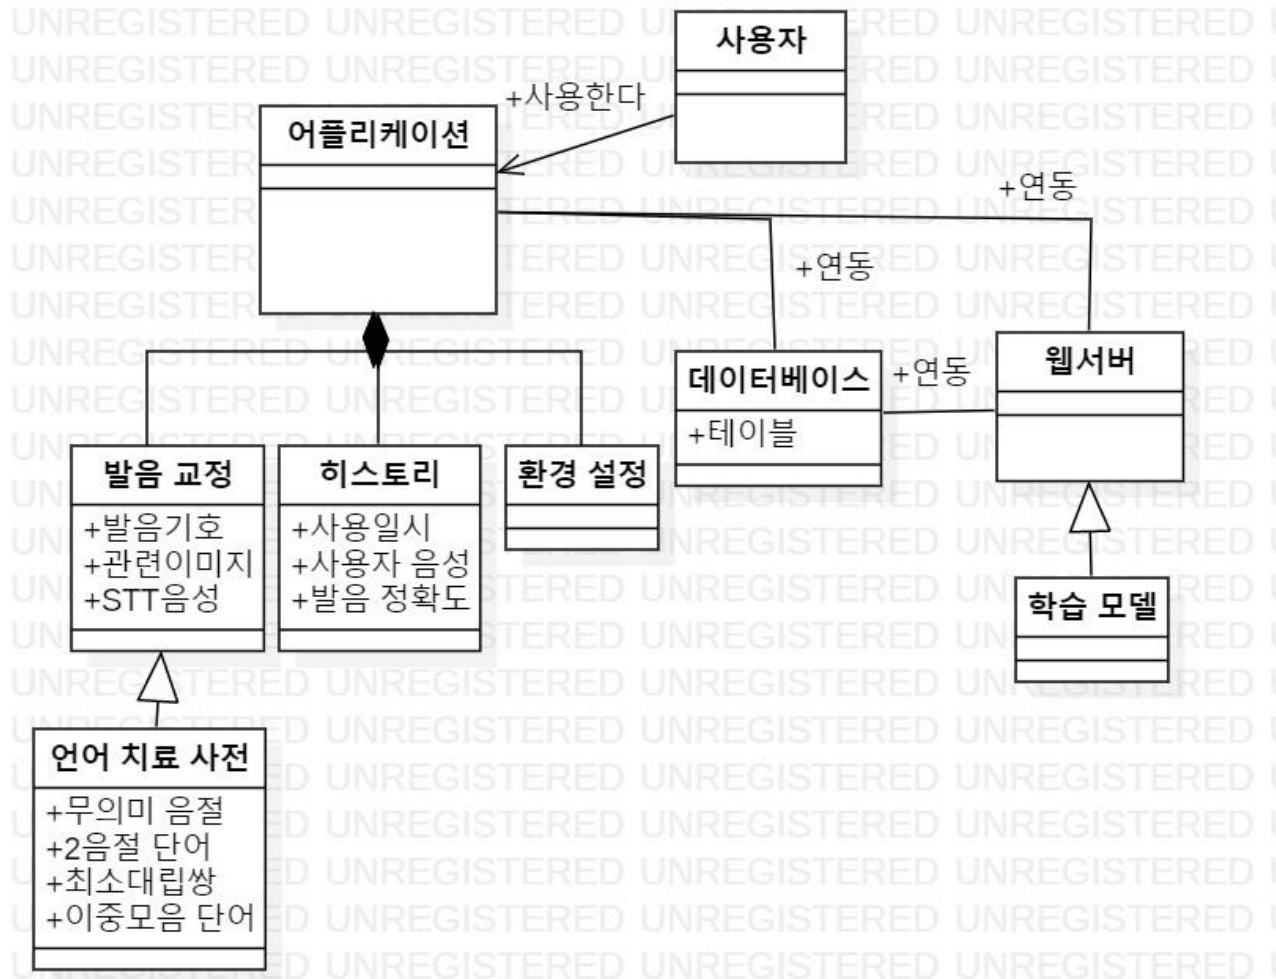 사용자
+사용한다
어플리케이션
+연동
+연동
데이터베이스
+테이블
+연동
웹서버
발음 교정
+발음기호
+관련이미지
+STT음성
히스토리
+사용일시
+사용자 음성
+발음 정확도
환경 설정
학습 모델
언어 치료 사전
+무의미 음절
+2음절 단어
+최소대립쌍
+이중모음 단어
UNREGISTERED UNREGISTERED UNREGISTERED UNREGISTERED